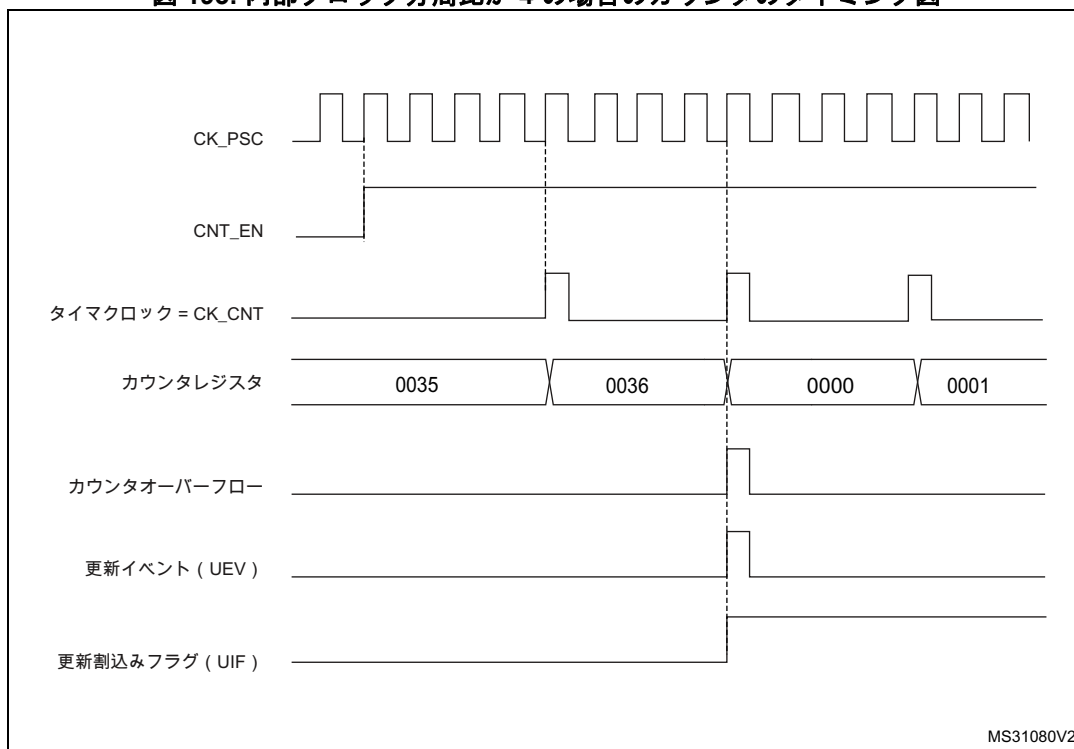 CK_PSC
CNT_EN
タイマクロック = CK_CNT
カウンタレジスタ
0035
0036
0000
0001
カウンタオーバーフロー
更新イベント ( UEV )
更新割込みフラグ ( UIF )
MS31080V2